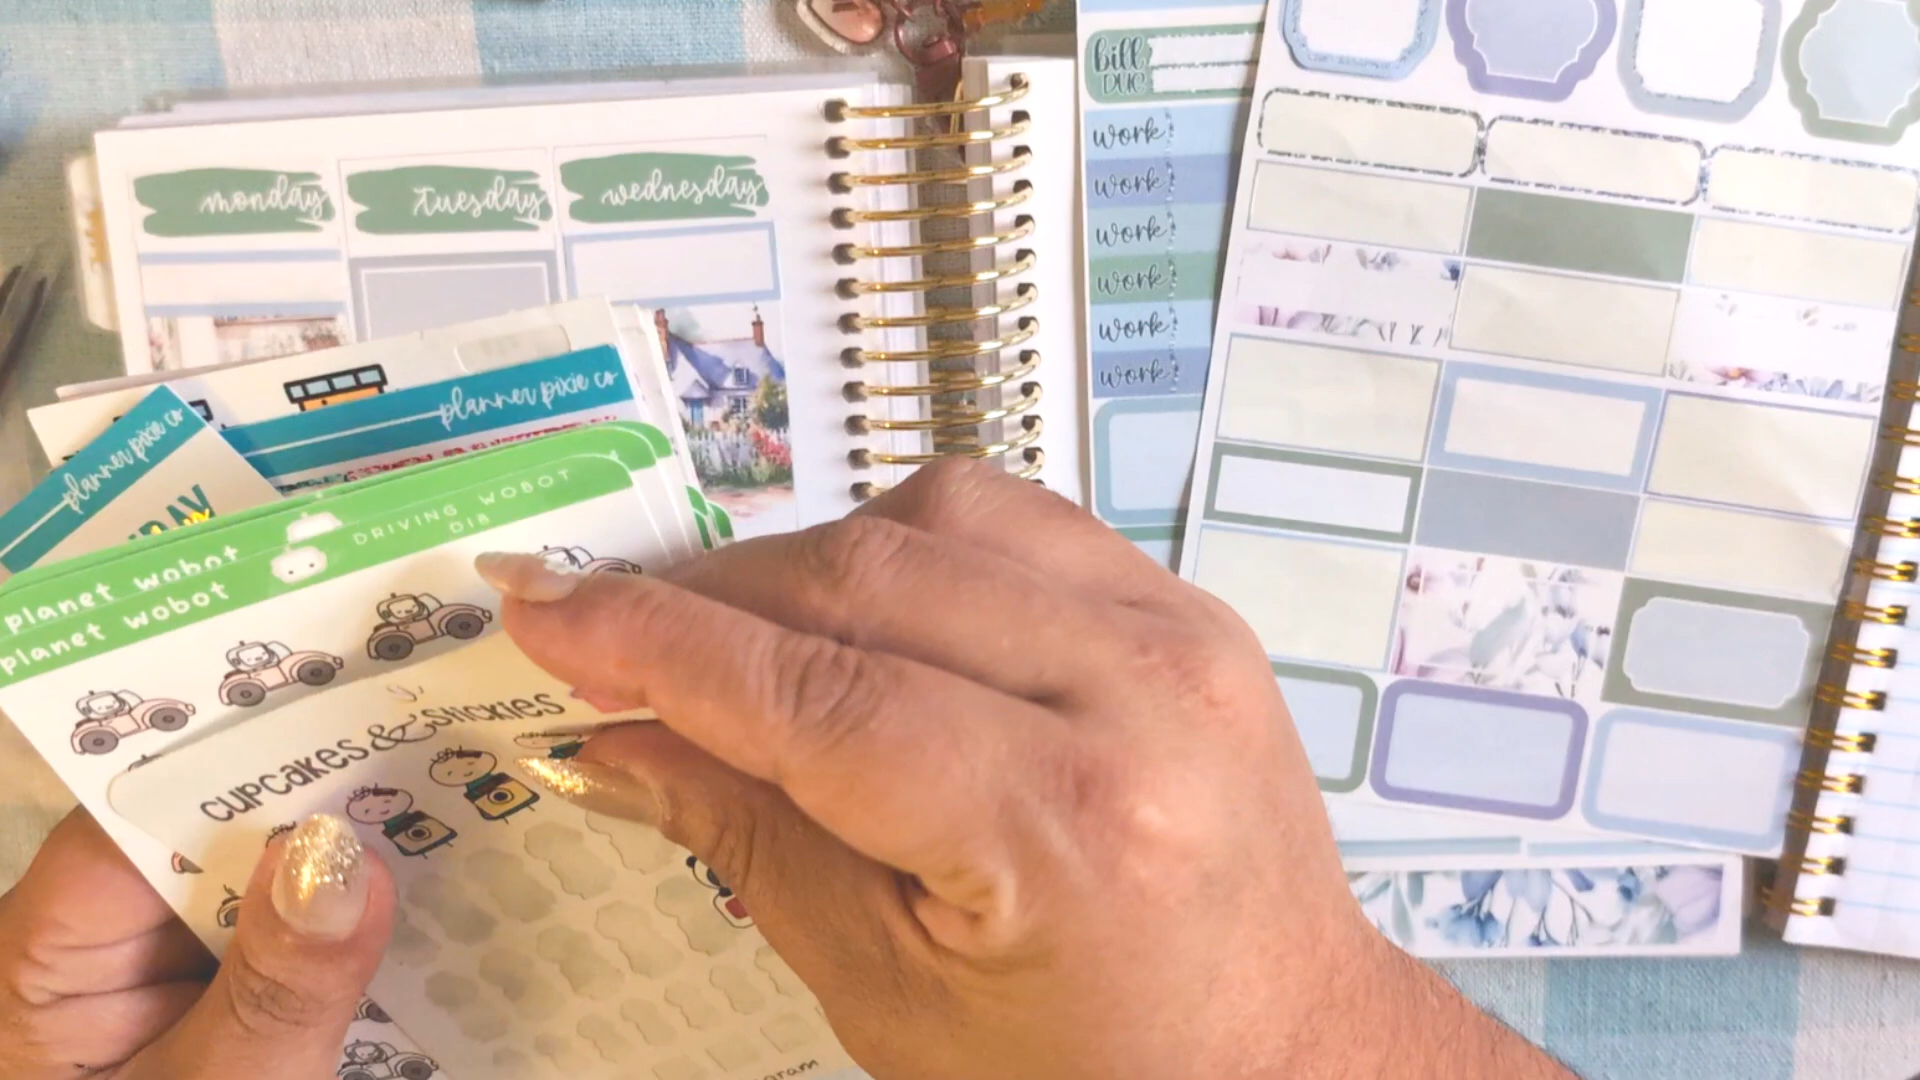 bill
DUE
work
work
work
work
work
work
monday
tuesday
wednesday
planner pixie co
planner pixie co
planet wobot
planet wobot
DRIVING WOBOT
D18
cupcakes & stickies